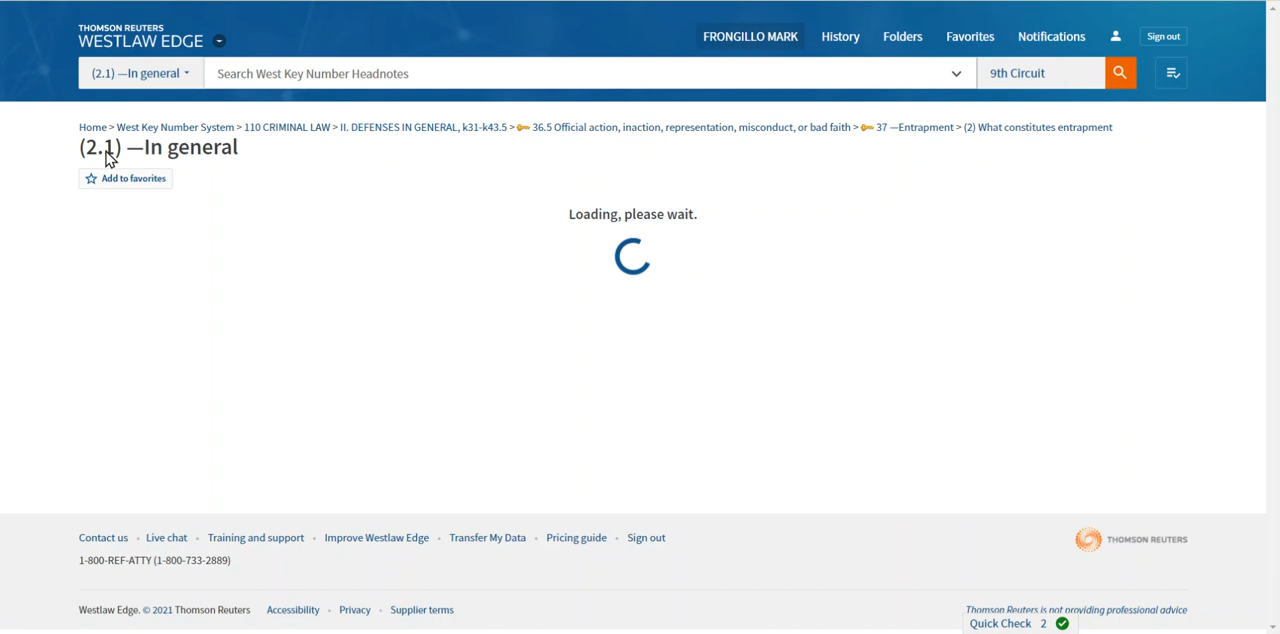 THOMSON REUTERS
WESTLAW EDGE
FRONGILLO MARK History Folders Favorites Notifications Sign out
(2.1) —In general Search West Key Number Headnotes 9th Circuit
Home > West Key Number System > 110 CRIMINAL LAW > II. DEFENSES IN GENERAL, k31-k43.5 > 36.5 Official action, inaction, representation, misconduct, or bad faith > 37 —Entrapment > (2) What constitutes entrapment
(2.1) —In general
Add to favorites
Loading, please wait.
Contact us • Live chat • Training and support • Improve Westlaw Edge • Transfer My Data • Pricing guide • Sign out
THOMSON REUTERS
1-800-REF-ATTY (1-800-733-2889)
Westlaw Edge. © 2021 Thomson Reuters Accessibility • Privacy • Supplier terms
Thomson Reuters is not providing professional advice
Quick Check 2